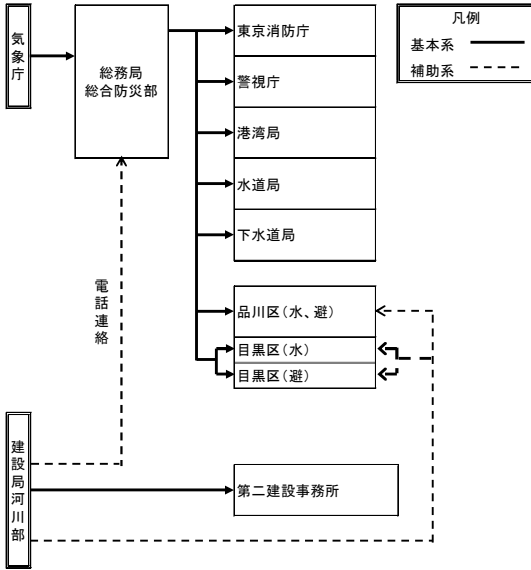 気象庁
総務局
総合防災部
東京消防庁
警視庁
港湾局
水道局
下水道局
品川区(水、避)
目黒区(水)
目黒区(避)
凡例
基本系
補助系
電話連絡
建設局河川部
第二建設事務所